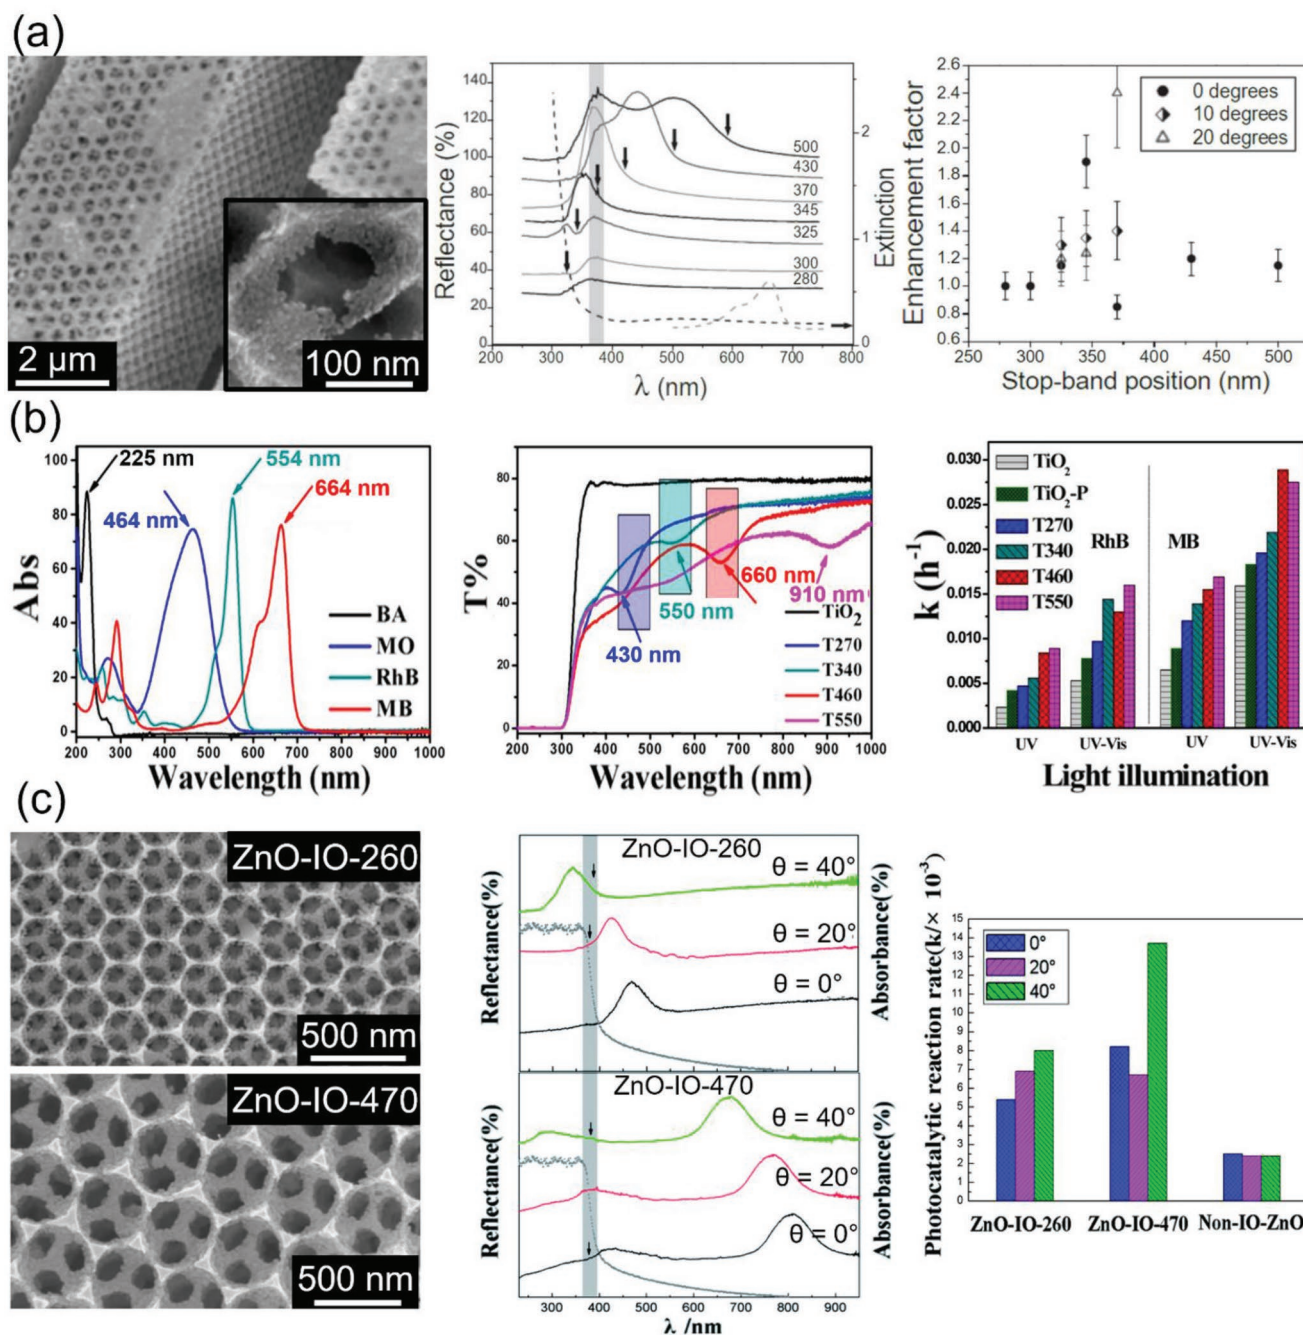 (a)
2 μm
100 nm
Reflectance (%)
140
120
100
80
60
40
20
0
500
430
370
345
325
300
280
Extinction
2
1
0
200 300 400 500 600 700 800
λ (nm)
Enhancement factor
2.6
2.4
2.2
2.0
1.8
1.6
1.4
1.2
1.0
0.8
0.6
0 degrees
10 degrees
20 degrees
250 300 350 400 450 500
Stop-band position (nm)
(b)
Abs
100
80
60
40
20
0
225 nm
464 nm
554 nm
664 nm
BA
MO
RhB
MB
200 300 400 500 600 700 800 900 1000
Wavelength (nm)
T%
80
60
40
20
0
660 nm
910 nm
550 nm
430 nm
TiO2
T270
T340
T460
T550
200 300 400 500 600 700 800 900 1000
Wavelength (nm)
k (h-1)
0.030
0.025
0.020
0.015
0.010
0.005
0.000
TiO2
TiO2-P
T270
T340
T460
T550
RhB
MB
UV UV-Vis UV UV-Vis
Light illumination
(c)
ZnO-IO-260
500 nm
ZnO-IO-470
500 nm
ZnO-IO-260
θ = 40°
θ = 20°
θ = 0°
Reflectance(%)
Absorbance(%)
ZnO-IO-470
θ = 40°
θ = 20°
θ = 0°
Reflectance(%)
Absorbance(%)
300 400 500 600 700 800 900
λ /nm
Photocatalytic reaction rate(k/× 10-3)
15
14
13
12
11
10
9
8
7
6
5
4
3
2
1
0
0°
20°
40°
ZnO-IO-260 ZnO-IO-470 Non-IO-ZnO